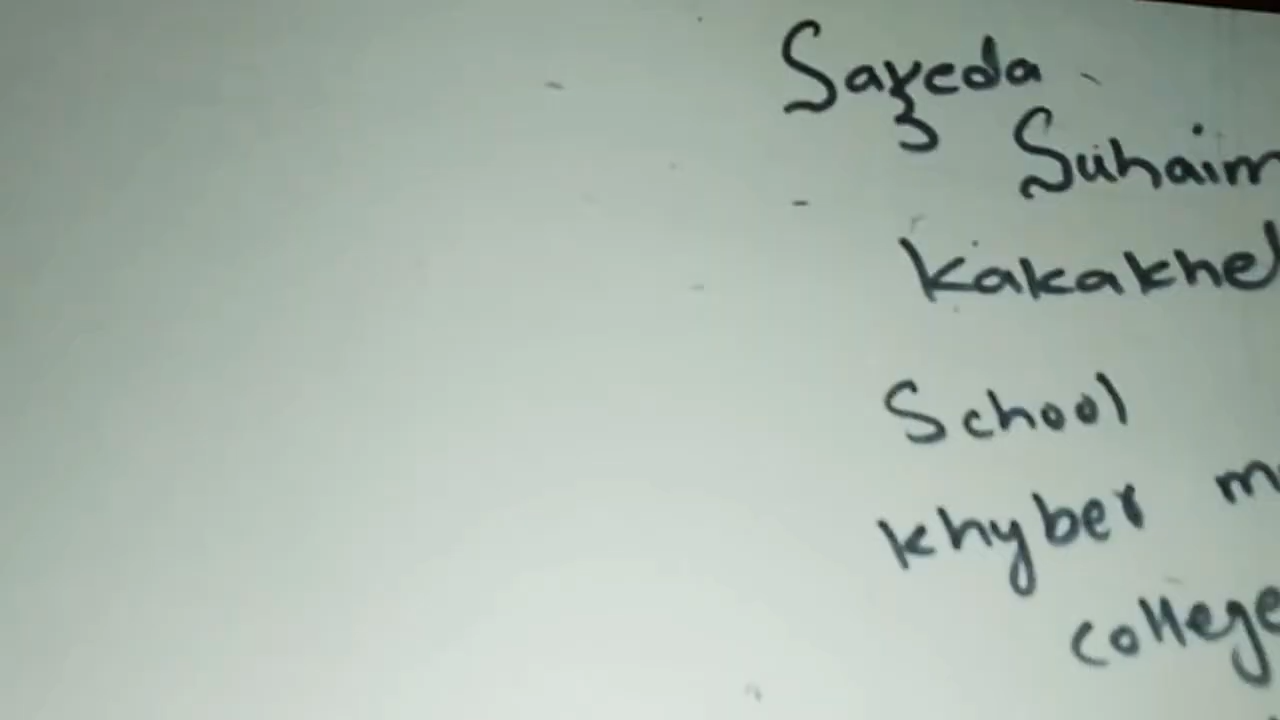 Sayeda
Suhaim
Kakakhel
School
Khyber m
college